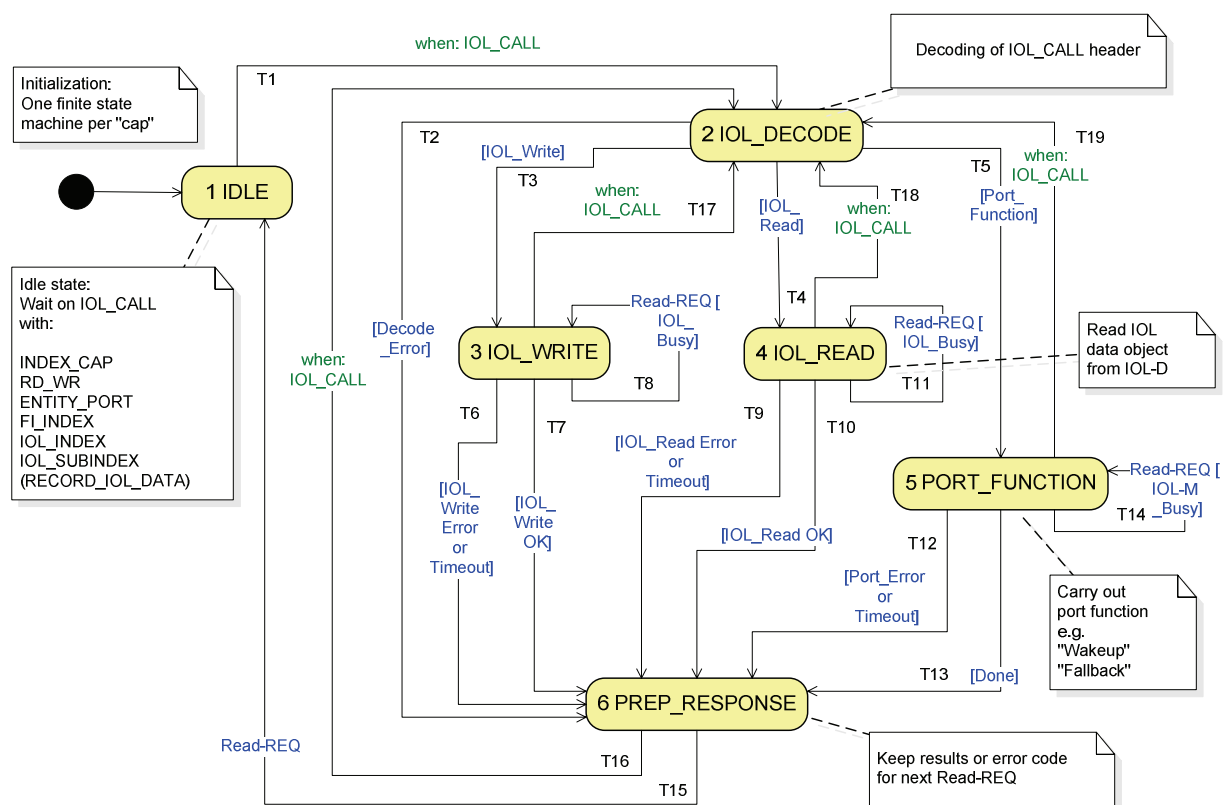 when: IOL_CALL
Decoding of IOL_CALL header
Initialization:
One finite state
machine per "cap"
T1
T2
2 IOL_DECODE
T19
[IOL_Write]
T3
T5
when:
IOL_CALL
1 IDLE
when:
IOL_CALL
T17
[IOL_
Read]
T18
when:
IOL_CALL
[Port_
Function]
Idle state:
Wait on IOL_CALL
with:
INDEX_CAP
RD_WR
ENTITY_PORT
FI_INDEX
IOL_INDEX
IOL_SUBINDEX
(RECORD_IOL_DATA)
T4
Read-REQ [
IOL_
Busy]
Read-REQ [
IOL_Busy]
[Decode
_Error]
when:
IOL_CALL
3 IOL_WRITE
4 IOL_READ
Read IOL
data object
from IOL-D
T8
T11
T6
T7
T9
T10
[IOL_Read Error
or
Timeout]
5 PORT_FUNCTION
Read-REQ [
IOL-M
_Busy]
T14
[IOL_
Write
Error
or
Timeout]
[IOL_
Write
OK]
[IOL_Read OK]
T12
[Port_Error
or
Timeout]
Carry out
port function
e.g.
"Wakeup"
"Fallback"
T13
[Done]
6 PREP_RESPONSE
Read-REQ
T16
T15
Keep results or error code
for next Read-REQ